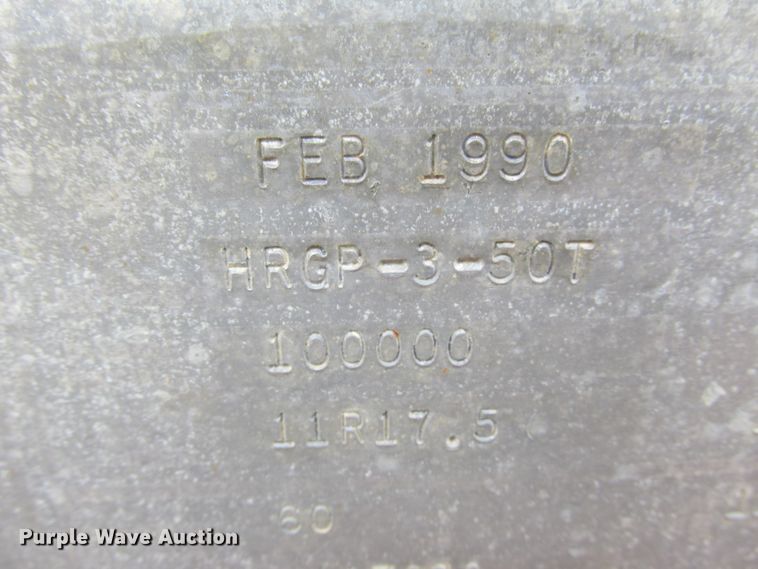 FEB 1990
HRGP-3-50T
100000
11R17.5
60
Purple Wave Auction